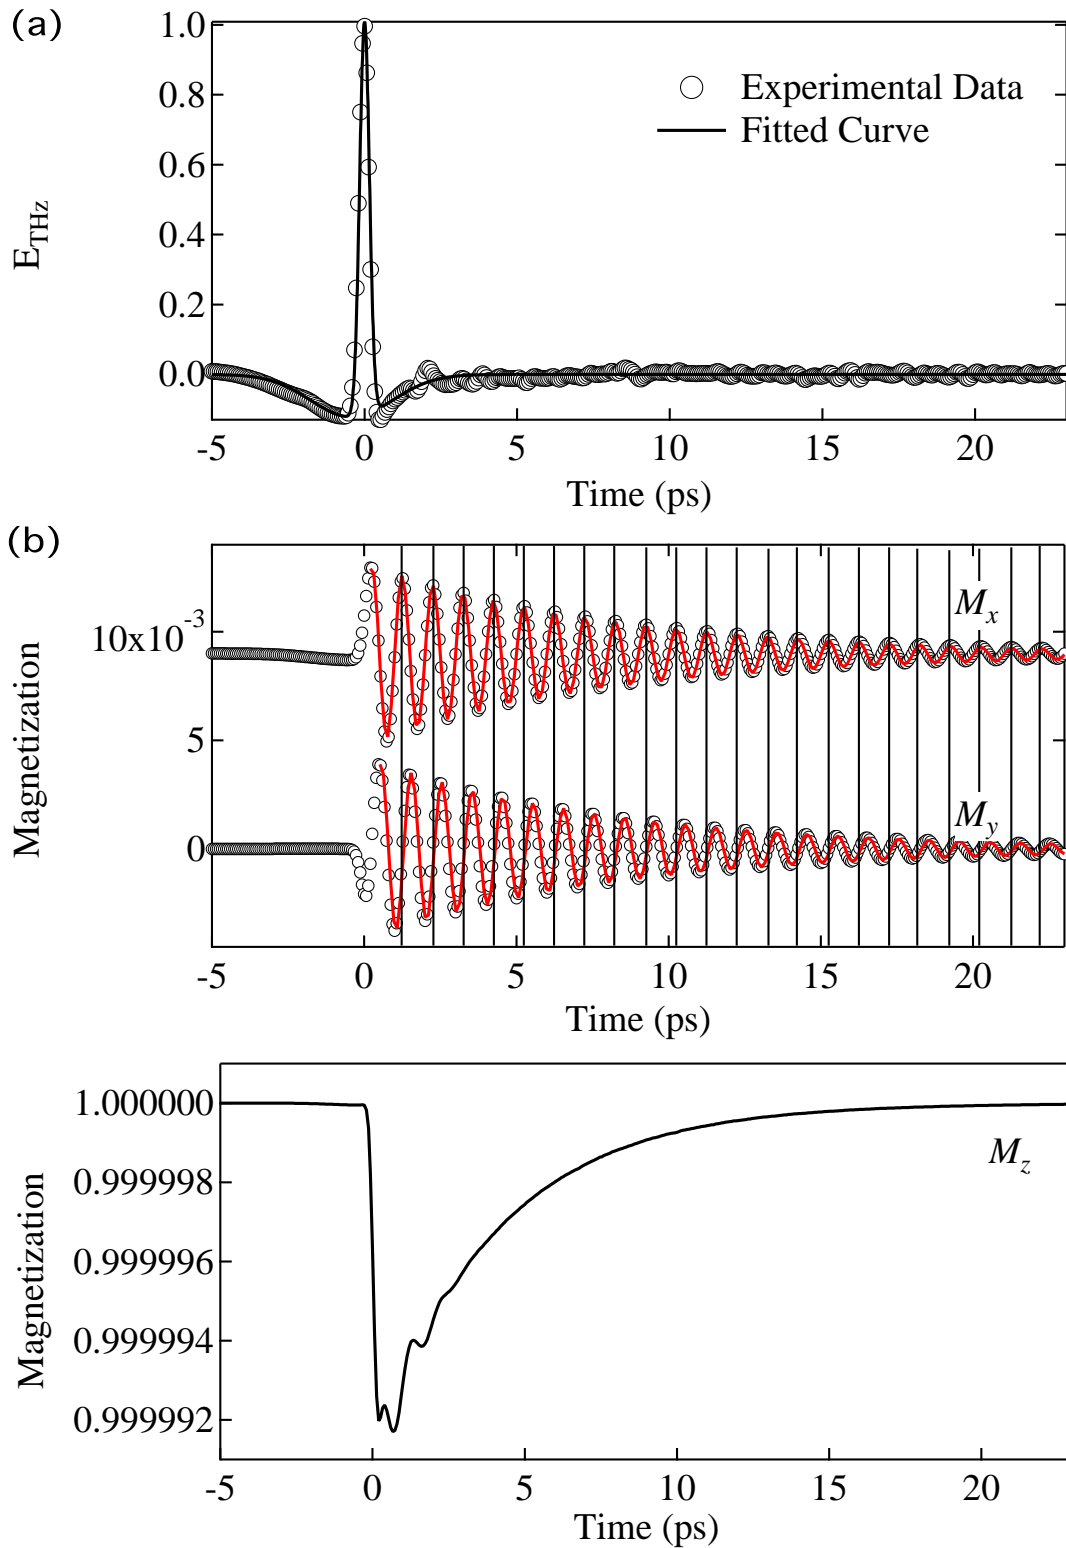 (a)
1.0
0.8
0.6
0.4
0.2
0.0
E_THz
Experimental Data
Fitted Curve
-5 0 5 10 15 20
Time (ps)
(b)
10x10^-3
5
0
Magnetization
M_x
M_y
-5 0 5 10 15 20
Time (ps)
1.000000
0.999998
0.999996
0.999994
0.999992
Magnetization
M_z
-5 0 5 10 15 20
Time (ps)